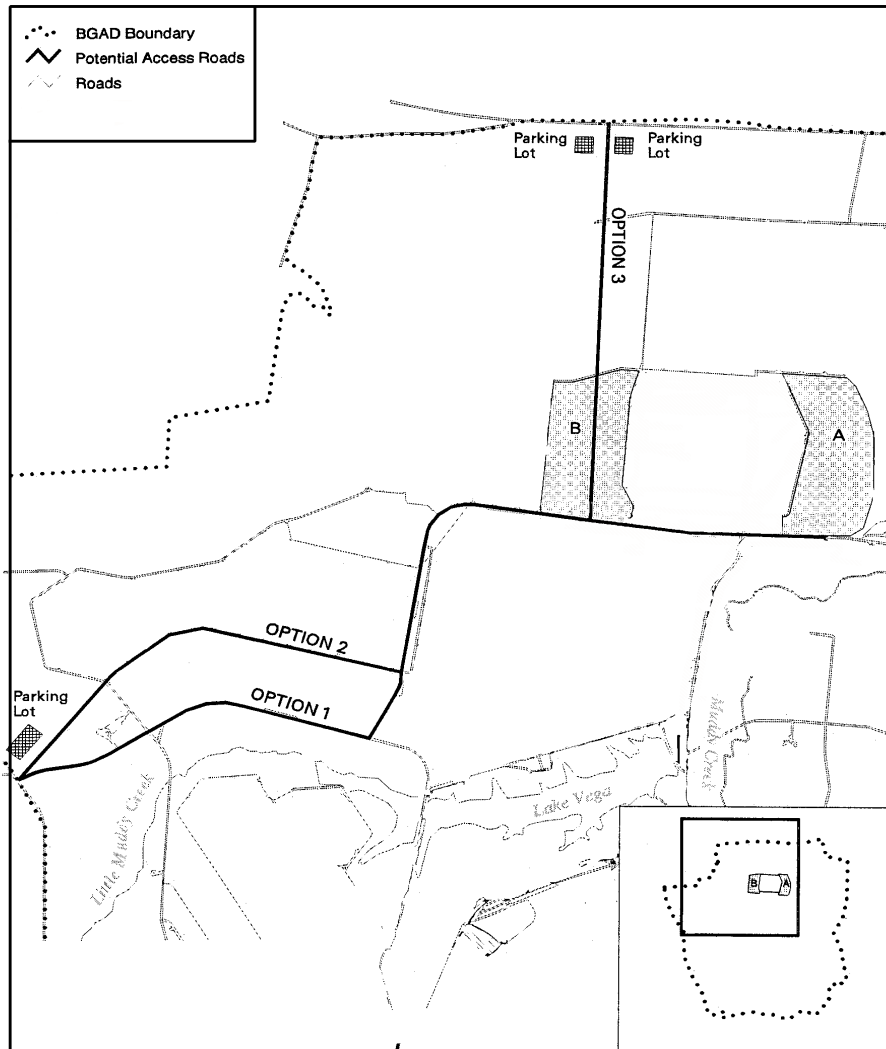 BGAD Boundary
Potential Access Roads
Roads
Parking
Lot
Parking
Lot
OPTION 3
B
A
OPTION 2
OPTION 1
Parking
Lot
Little Muddy Creek
Muddy Creek
Lake Vega
B
A